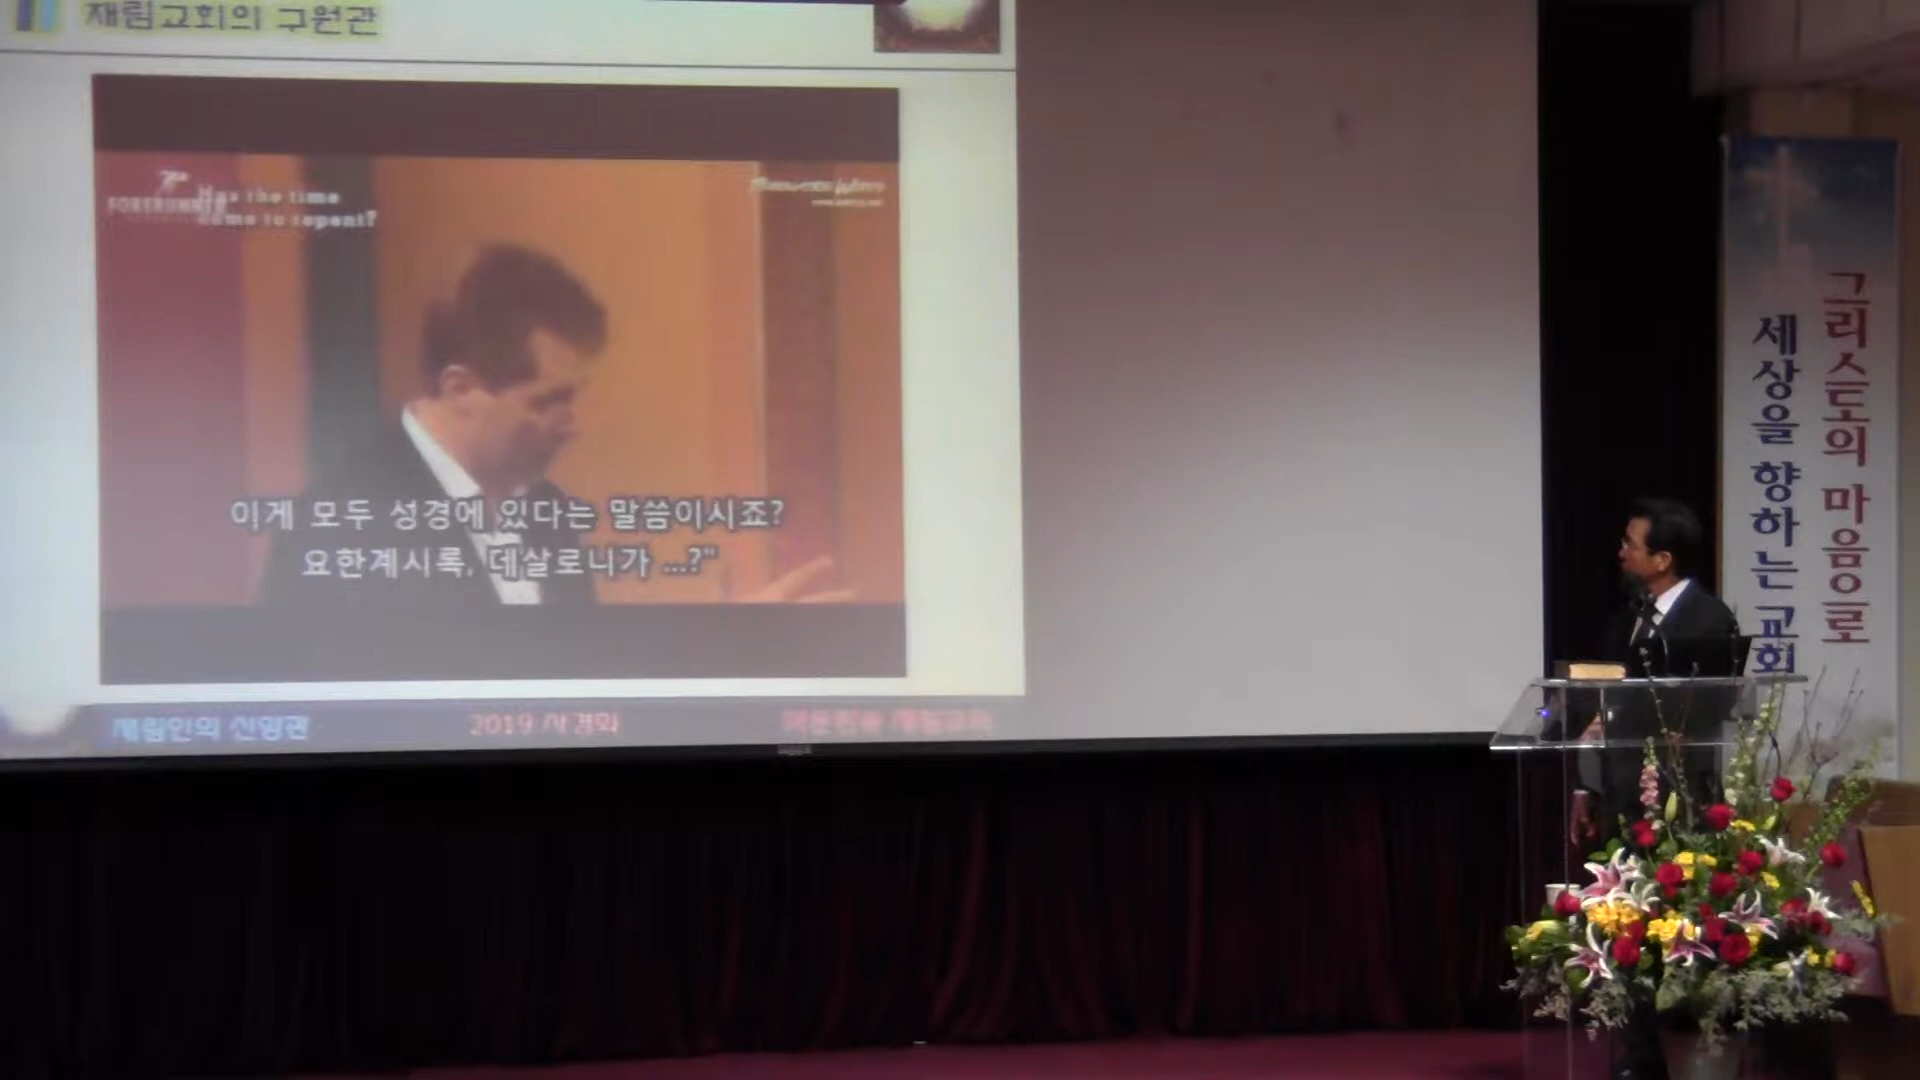 재림교회의 구원관
Has the time
come to repent?
이게 모두 성경에 있다는 말씀이시죠?
요한계시록, 데살로니가 ...?"
재림인의 신앙관
2019 사경회
그리스도의 마음으로
세상을 향하는 교회